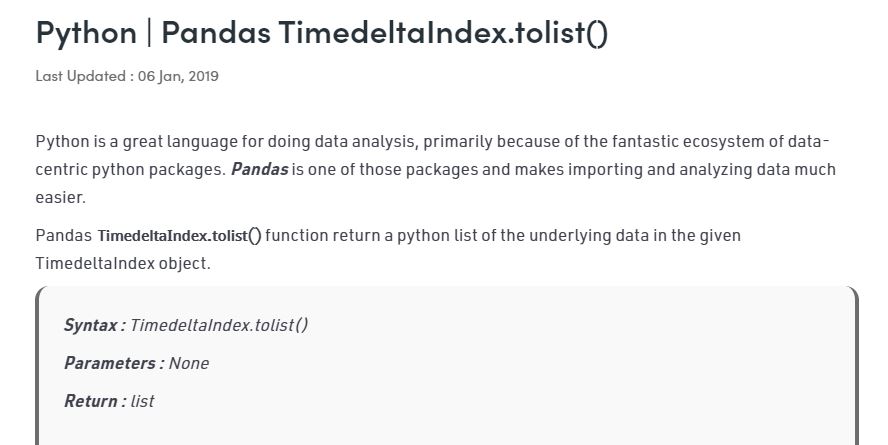 Python | Pandas TimedeltaIndex.tolist()
Last Updated : 06 Jan, 2019
Python is a great language for doing data analysis, primarily because of the fantastic ecosystem of data-
centric python packages. Pandas is one of those packages and makes importing and analyzing data much
easier.
Pandas TimedeltaIndex.tolist() function return a python list of the underlying data in the given
TimedeltaIndex object.
Syntax : TimedeltaIndex.tolist()
Parameters : None
Return : list